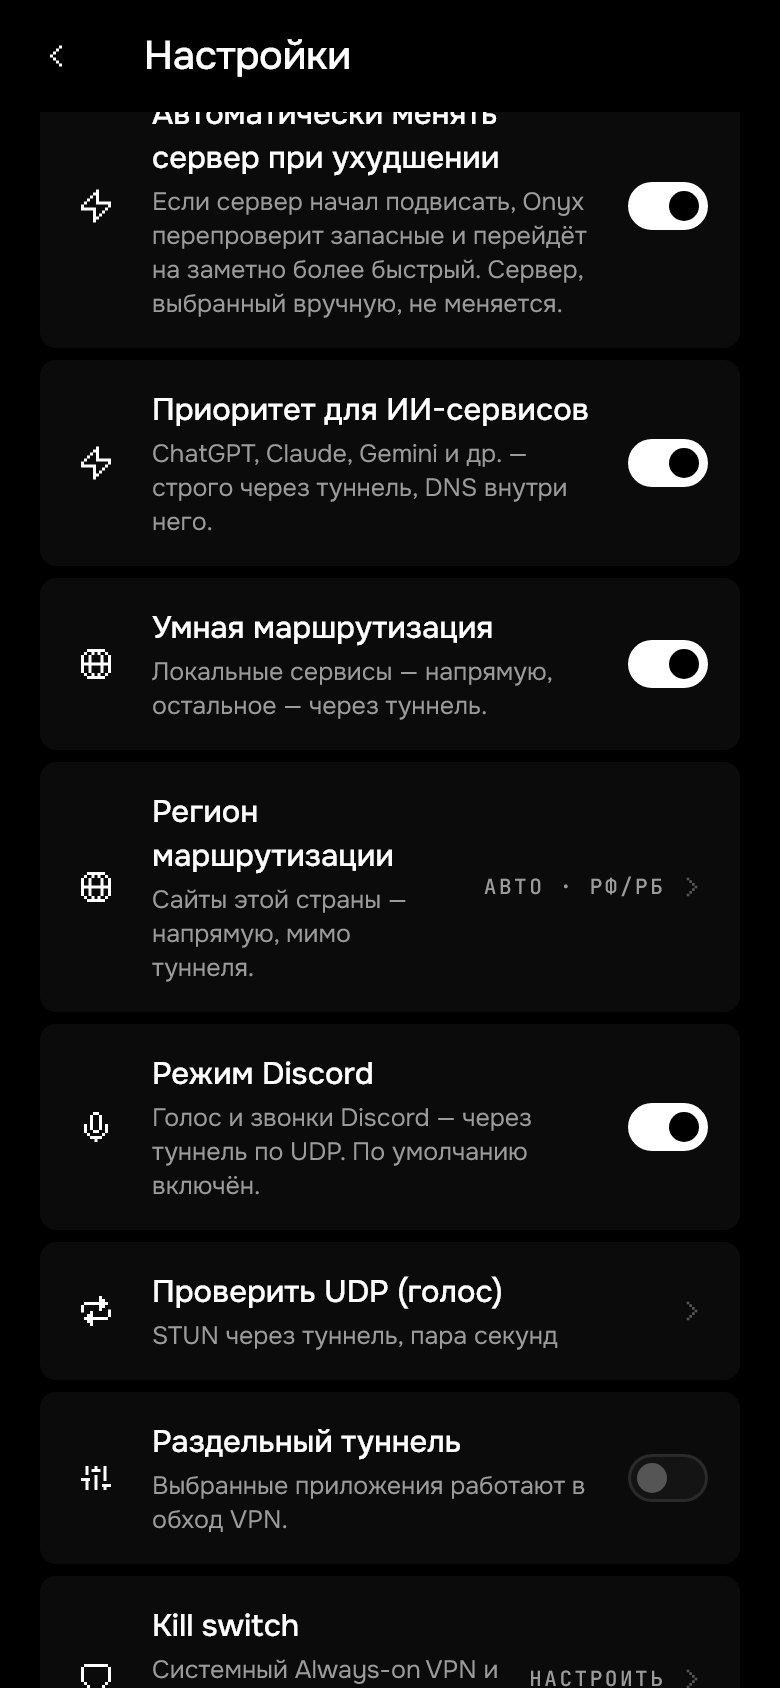 Настройки
Автоматически менять
сервер при ухудшении
Если сервер начал подвисать, Onyx
перепроверит запасные и перейдёт
на заметно более быстрый. Сервер,
выбранный вручную, не меняется.
Приоритет для ИИ-сервисов
ChatGPT, Claude, Gemini и др. —
строго через туннель, DNS внутри
него.
Умная маршрутизация
Локальные сервисы — напрямую,
остальное — через туннель.
Регион
маршрутизации
Сайты этой страны —
напрямую, мимо
туннеля.
АВТО · РФ/РБ
Режим Discord
Голос и звонки Discord — через
туннель по UDP. По умолчанию
включён.
Проверить UDP (голос)
STUN через туннель, пара секунд
Раздельный туннель
Выбранные приложения работают в
обход VPN.
Kill switch
Системный Always-on VPN и
НАСТРОИТЬ